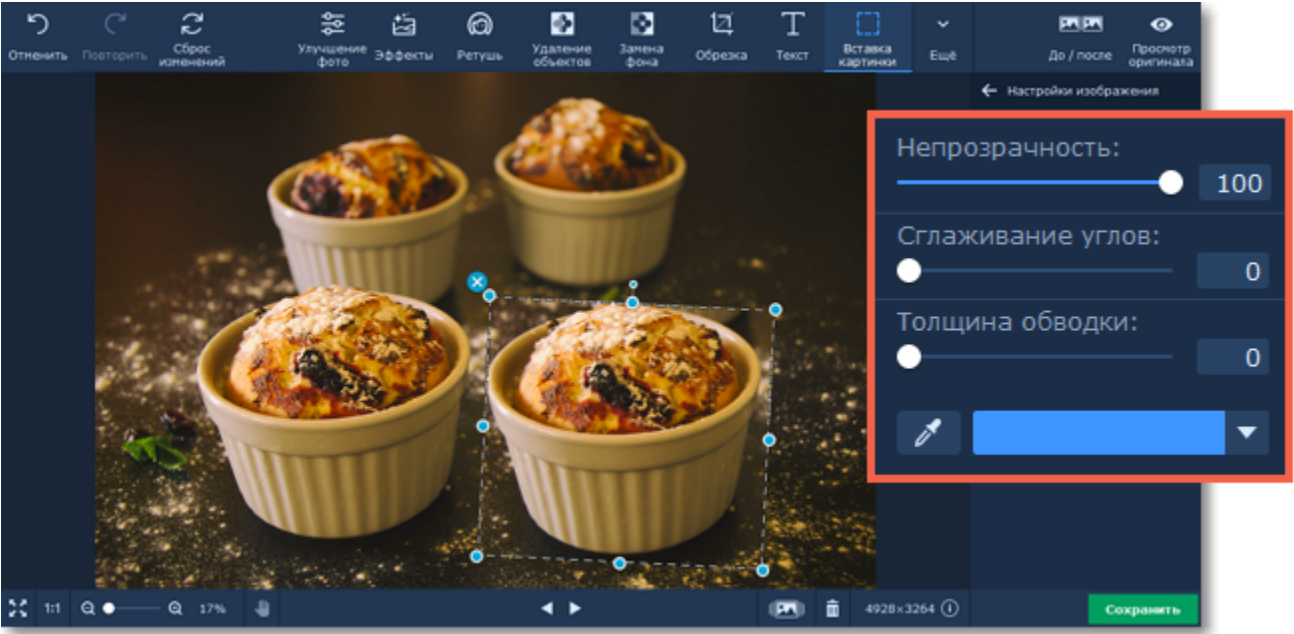 Отменить
Повторить
Сброс
изменений
Улучшение
фото
Эффекты
Ретушь
Удаление
объектов
Замена
фона
Обрезка
Текст
Вставка
картинки
Ещё
До / после
Просмотр
оригинала
Настройки изображения
Непрозрачность:
100
Сглаживание углов:
0
Толщина обводки:
0
1:1
17%
4928×3264
Сохранить